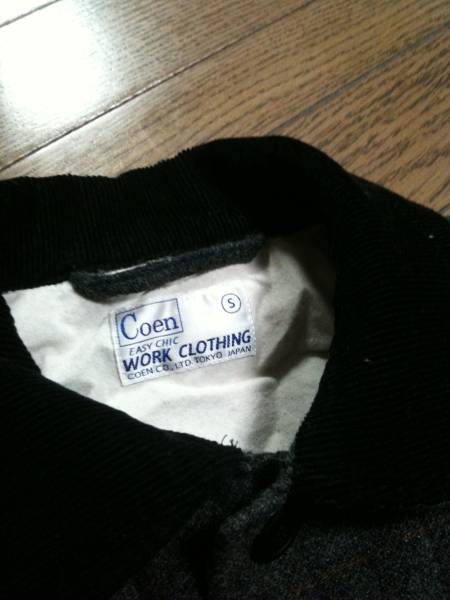 Coen
S
EASY CHIC
WORK CLOTHING
COEN CO., LTD. TOKYO JAPAN